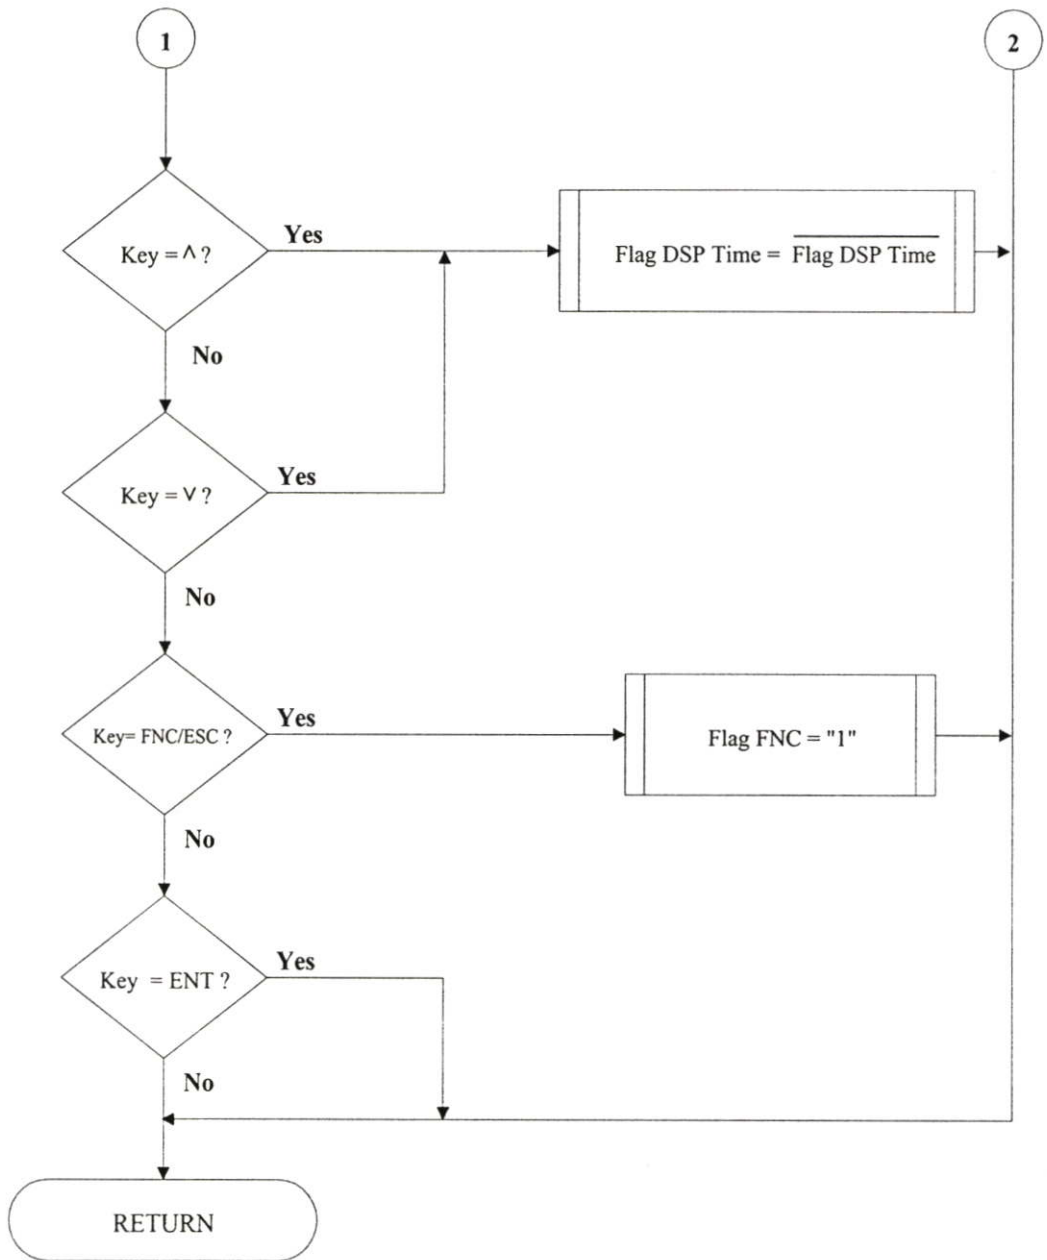 1
2
Key = ∧ ?
Yes
Flag DSP Time = Flag DSP Time
No
Key = ∨ ?
Yes
No
Key= FNC/ESC ?
Yes
Flag FNC = "1"
No
Key = ENT ?
Yes
No
RETURN